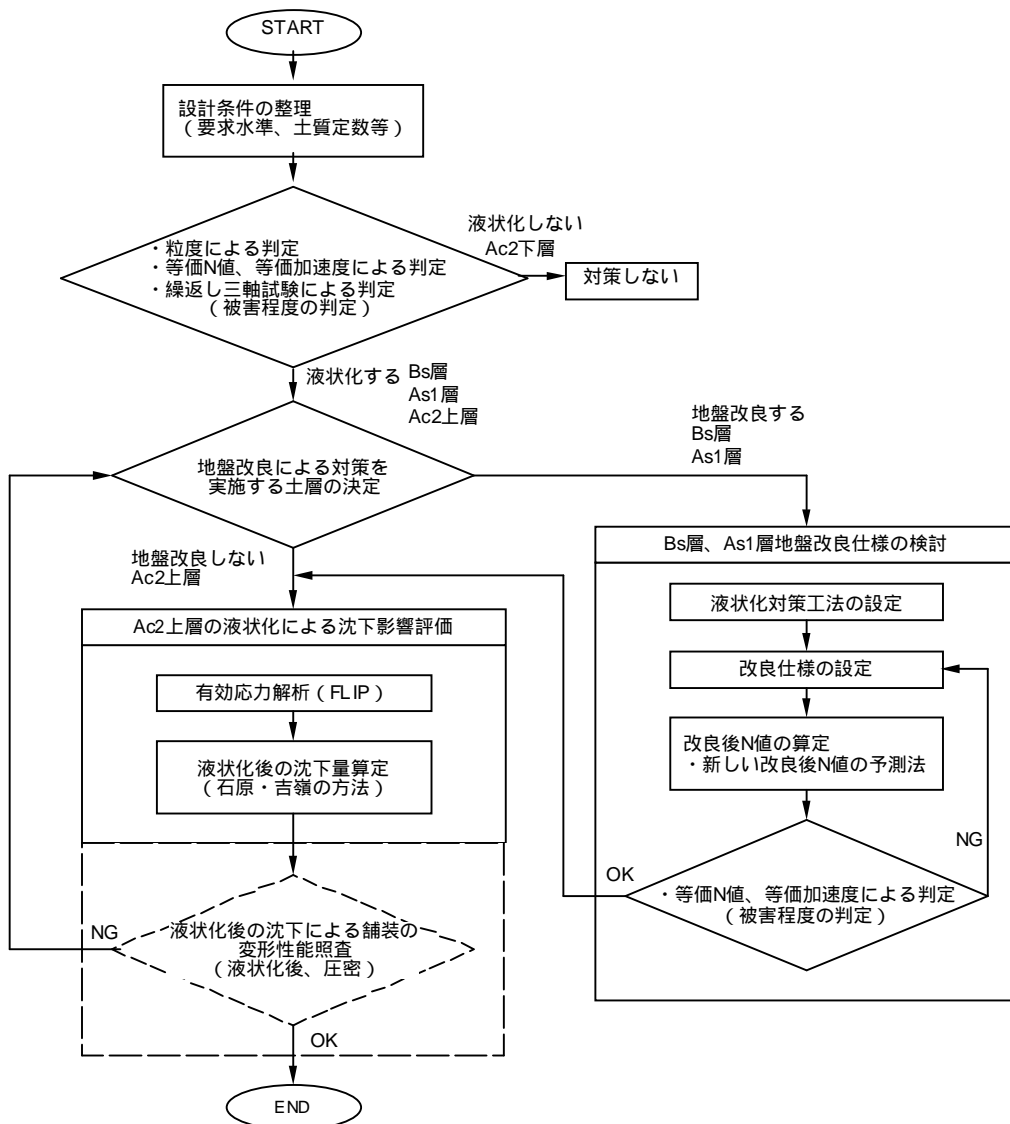 START
設計条件の整理
（要求水準、土質定数等）
・粒度による判定
・等価N値、等価加速度による判定
・繰返し三軸試験による判定
（被害程度の判定）
液状化しない
Ac2下層
対策しない
液状化する
Bs層
As1層
Ac2上層
地盤改良による対策を
実施する土層の決定
地盤改良する
Bs層
As1層
地盤改良しない
Ac2上層
Bs層、As1層地盤改良仕様の検討
液状化対策工法の設定
改良仕様の設定
改良後N値の算定
・新しい改良後N値の予測法
・等価N値、等価加速度による判定
（被害程度の判定）
NG
OK
Ac2上層の液状化による沈下影響評価
有効応力解析（FLIP）
液状化後の沈下量算定
（石原・吉嶺の方法）
液状化後の沈下による舗装の
変形性能照査
（液状化後、圧密）
NG
OK
END